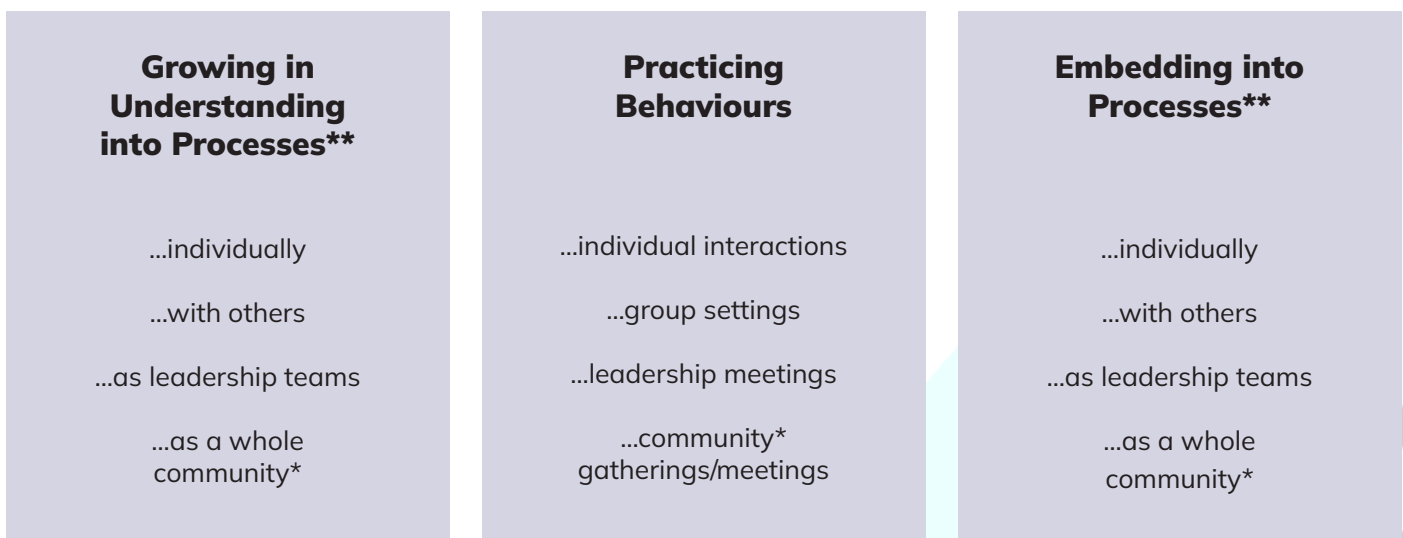 Growing in
Understanding
into Processes**
...individually
...with others
...as leadership teams
...as a whole
community*
Practicing
Behaviours
...individual interactions
...group settings
...leadership meetings
...community*
gatherings/meetings
Embedding into
Processes**
...individually
...with others
...as leadership teams
...as a whole
community*